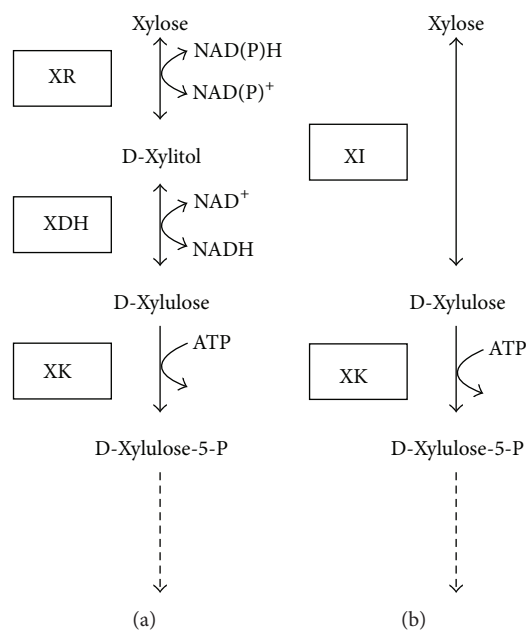 Xylose
XR
NAD(P)H
NAD(P)+
D-Xylitol
XDH
NAD+
NADH
D-Xylulose
XK
ATP
D-Xylulose-5-P
(a)
Xylose
XI
D-Xylulose
XK
ATP
D-Xylulose-5-P
(b)